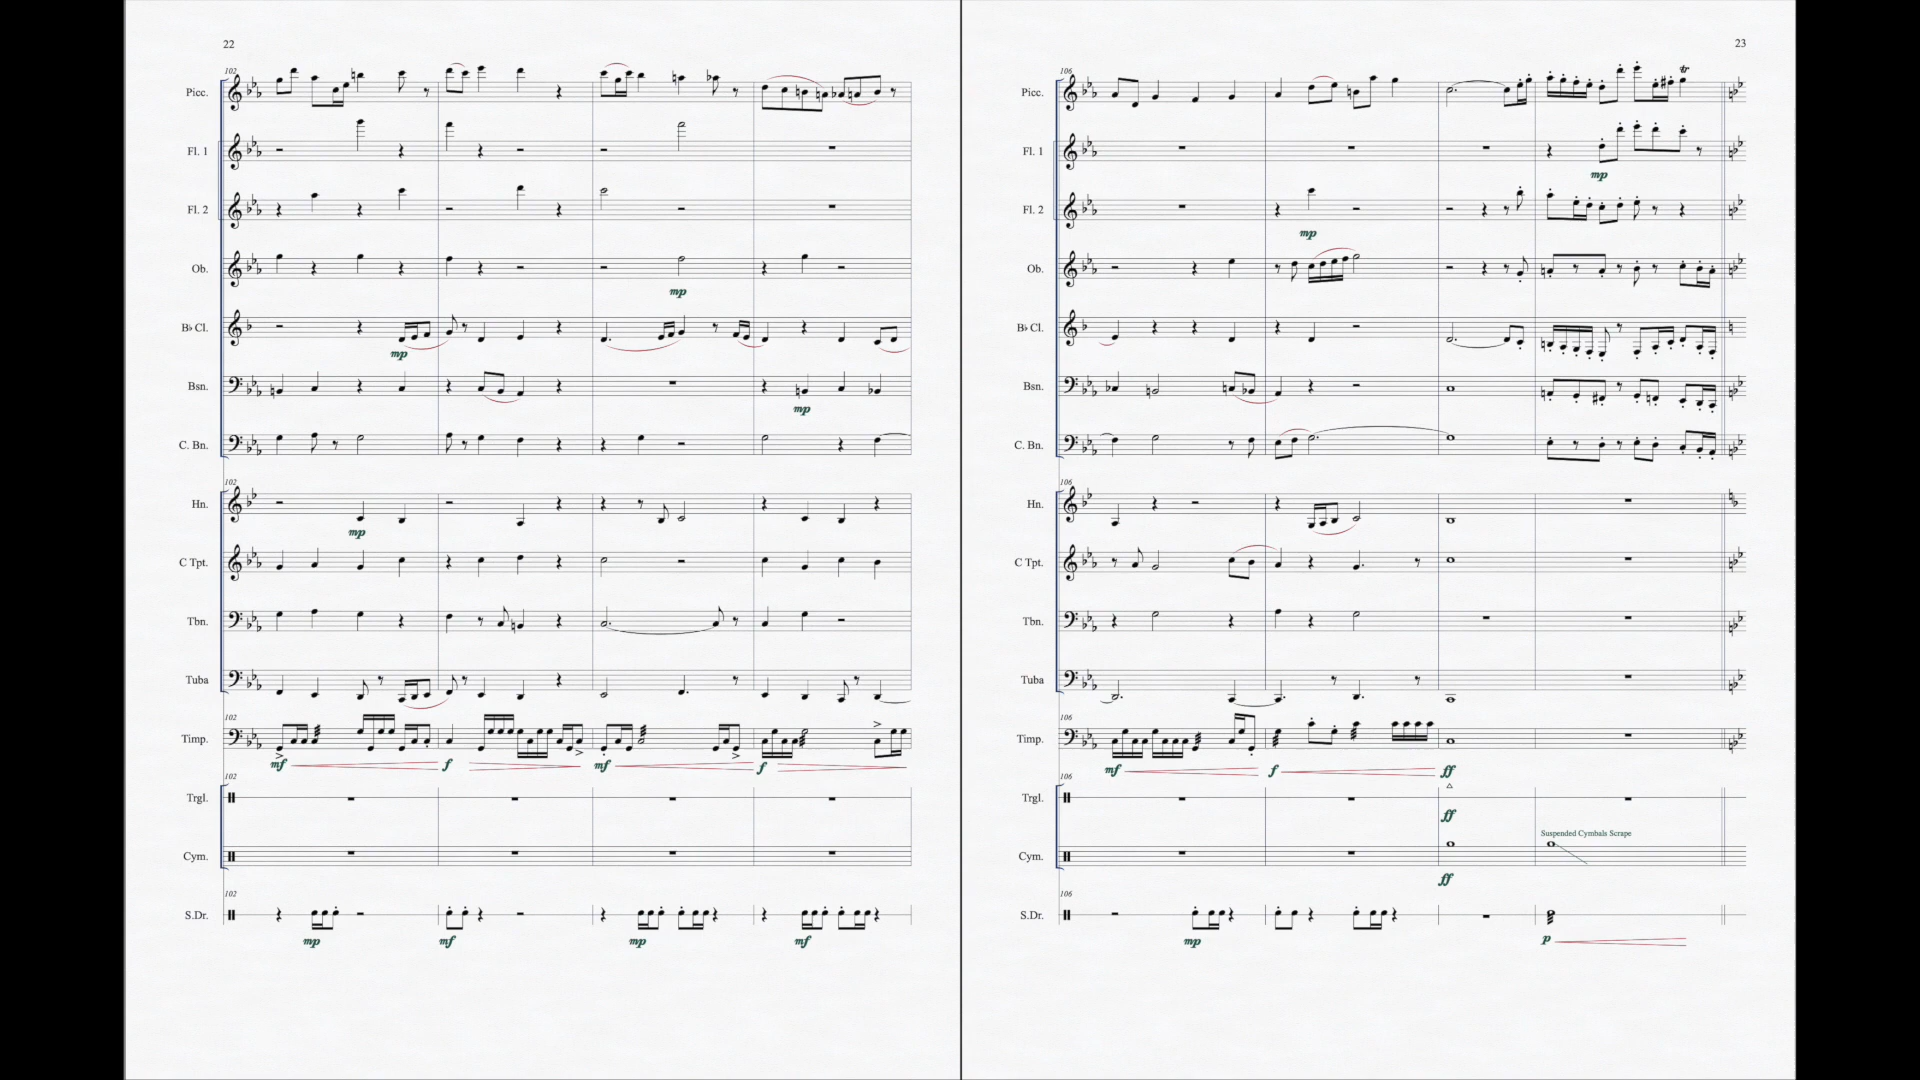 22
102
Picc.
Fl. 1
Fl. 2
Ob.
mp
B♭ Cl.
mp
Bsn.
mp
C. Bn.
102
Hn.
mp
C Tpt.
Tbn.
Tuba
102
Timp.
mf f mf f
102
Trgl.
Cym.
102
S.Dr.
mp mf mp mf
23
106
Picc.
tr
Fl. 1
mp
Fl. 2
mp
Ob.
B♭ Cl.
Bsn.
C. Bn.
106
Hn.
C Tpt.
Tbn.
Tuba
106
Timp.
mf f ff
106
Trgl.
ff
Suspended Cymbals Scrape
Cym.
ff
106
S.Dr.
mp p